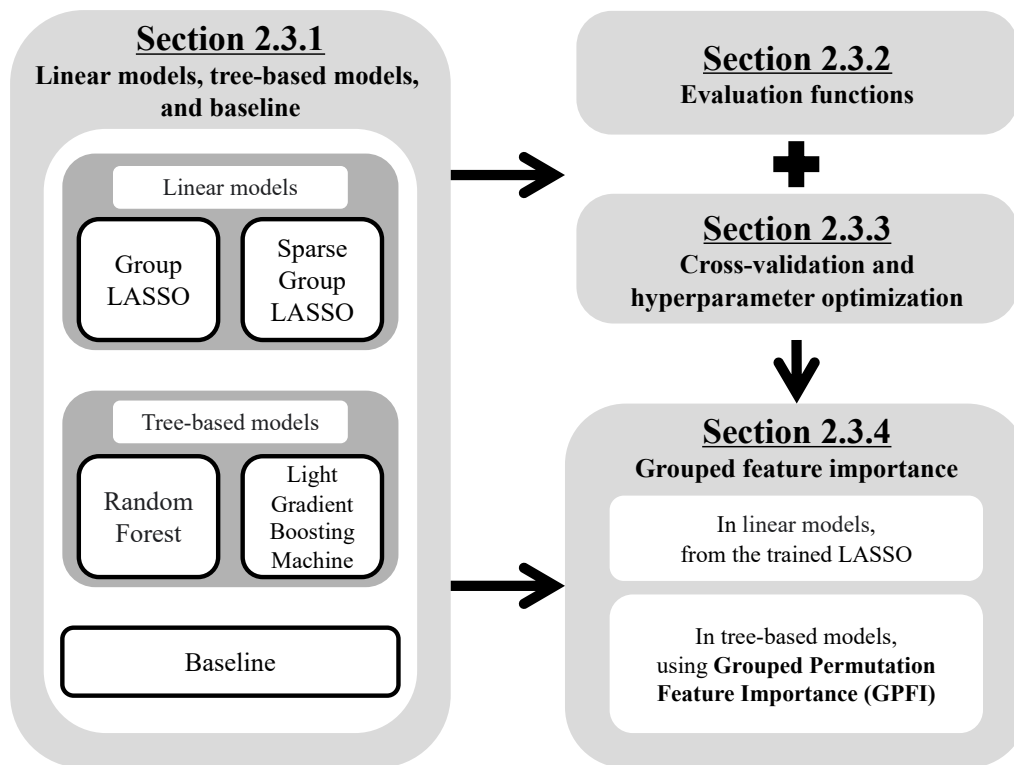 Section 2.3.1
Linear models, tree-based models,
and baseline
Linear models
Group
LASSO
Sparse
Group
LASSO
Tree-based models
Random
Forest
Light
Gradient
Boosting
Machine
Baseline
Section 2.3.2
Evaluation functions
Section 2.3.3
Cross-validation and
hyperparameter optimization
Section 2.3.4
Grouped feature importance
In linear models,
from the trained LASSO
In tree-based models,
using Grouped Permutation
Feature Importance (GPFI)